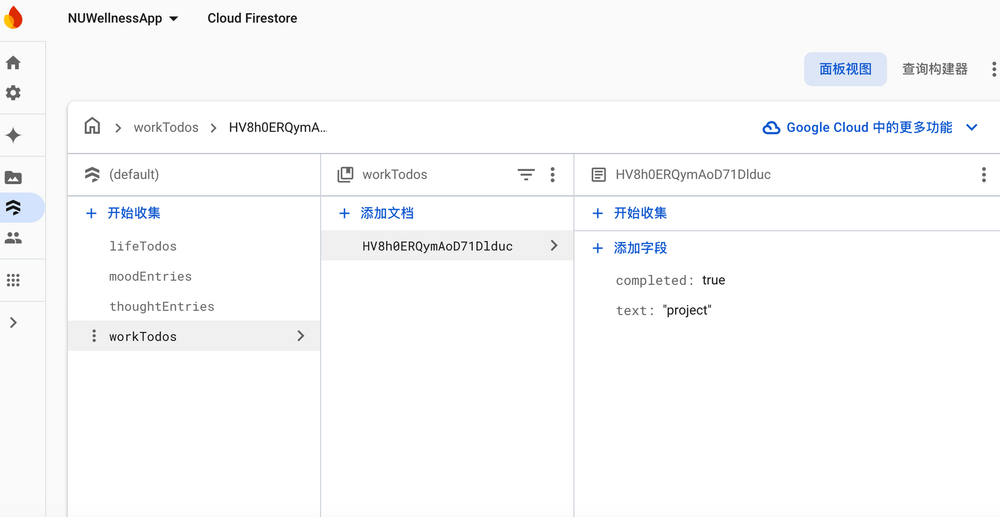 NUWellnessApp
Cloud Firestore
面板视图
查询构建器
workTodos
HV8h0ERQymA...
Google Cloud 中的更多功能
(default)
workTodos
HV8h0ERQymAoD71Dlduc
开始收集
添加文档
开始收集
lifeTodos
HV8h0ERQymAoD71Dlduc
添加字段
moodEntries
completed: true
thoughtEntries
text: "project"
workTodos